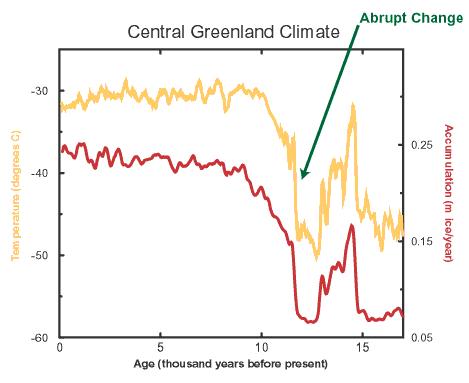 Abrupt Change
Central Greenland Climate
Temperature (degrees C)
-30
-40
-50
-60
0.25
0.15
0.05
Accumulation (m ice/year)
0
5
10
15
Age (thousand years before present)